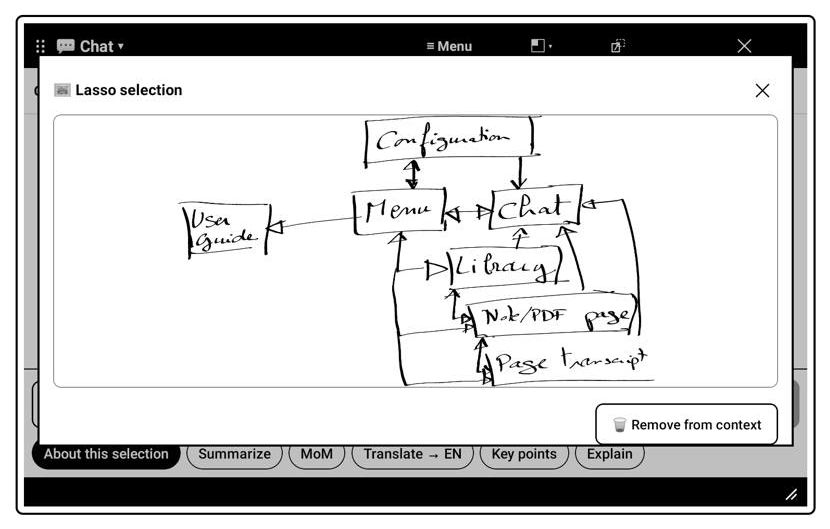 Chat
Menu
Lasso selection
Configuration
Menu
Chat
User
Guide
Library
Note/PDF page
Page transcript
Remove from context
About this selection
Summarize
MoM
Translate → EN
Key points
Explain